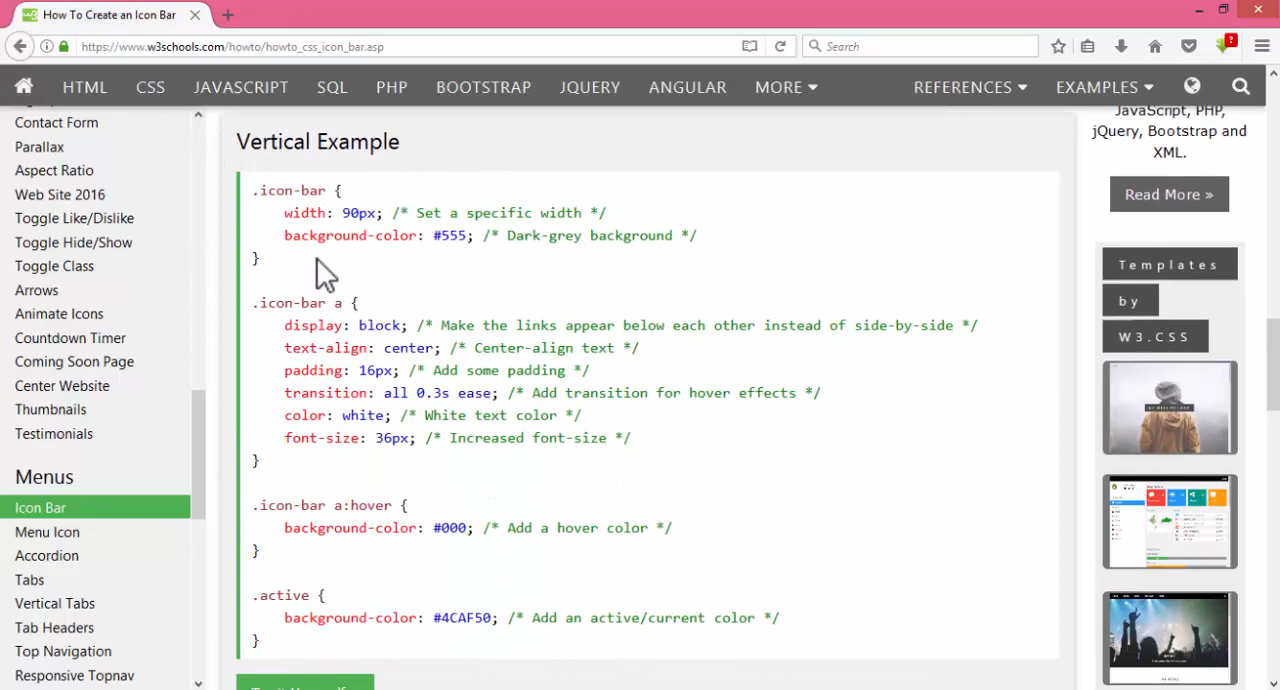 How To Create an Icon Bar
https://www.w3schools.com/howto/howto_css_icon_bar.asp
Search
?
HTML CSS JAVASCRIPT SQL PHP BOOTSTRAP JQUERY ANGULAR MORE REFERENCES EXAMPLES
Contact Form
Parallax
Aspect Ratio
Web Site 2016
Toggle Like/Dislike
Toggle Hide/Show
Toggle Class
Arrows
Animate Icons
Countdown Timer
Coming Soon Page
Center Website
Thumbnails
Testimonials
Menus
Icon Bar
Menu Icon
Accordion
Tabs
Vertical Tabs
Tab Headers
Top Navigation
Responsive Topnav
Vertical Example
.icon-bar {
width: 90px; /* Set a specific width */
background-color: #555; /* Dark-grey background */
}
.icon-bar a {
display: block; /* Make the links appear below each other instead of side-by-side */
text-align: center; /* Center-align text */
padding: 16px; /* Add some padding */
transition: all 0.3s ease; /* Add transition for hover effects */
color: white; /* White text color */
font-size: 36px; /* Increased font-size */
}
.icon-bar a:hover {
background-color: #000; /* Add a hover color */
}
.active {
background-color: #4CAF50; /* Add an active/current color */
}
JavaScript, PHP,
jQuery, Bootstrap and
XML.
Read More »
Templates
by
W3.CSS